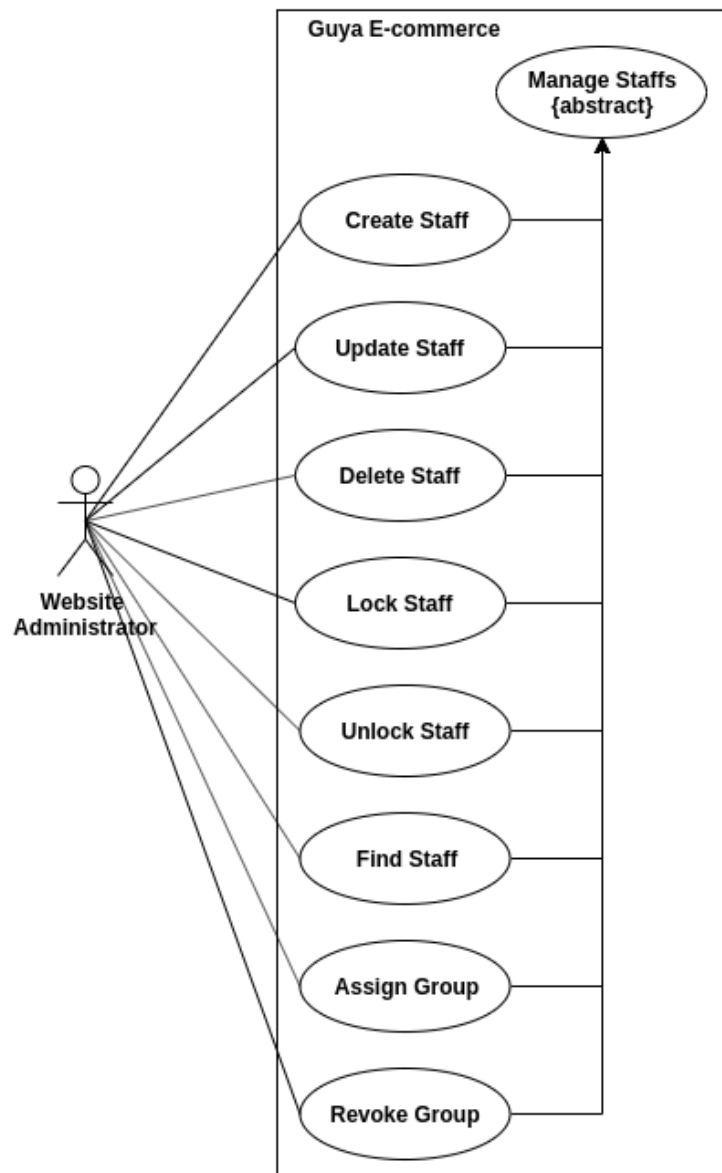 Guya E-commerce
Manage Staffs
{abstract}
Create Staff
Update Staff
Delete Staff
Lock Staff
Website
Administrator
Unlock Staff
Find Staff
Assign Group
Revoke Group